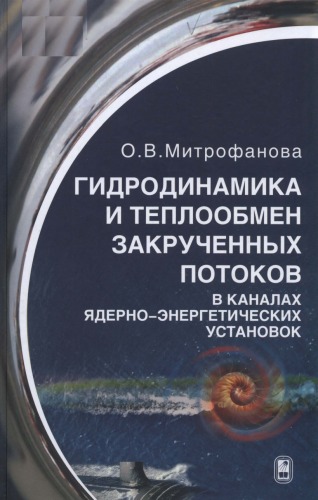 О.В.Митрофанова
ГИДРОДИНАМИКА
И ТЕПЛООБМЕН
ЗАКРУЧЕННЫХ
ПОТОКОВ
В КАНАЛАХ
ЯДЕРНО-ЭНЕРГЕТИЧЕСКИХ
УСТАНОВОК